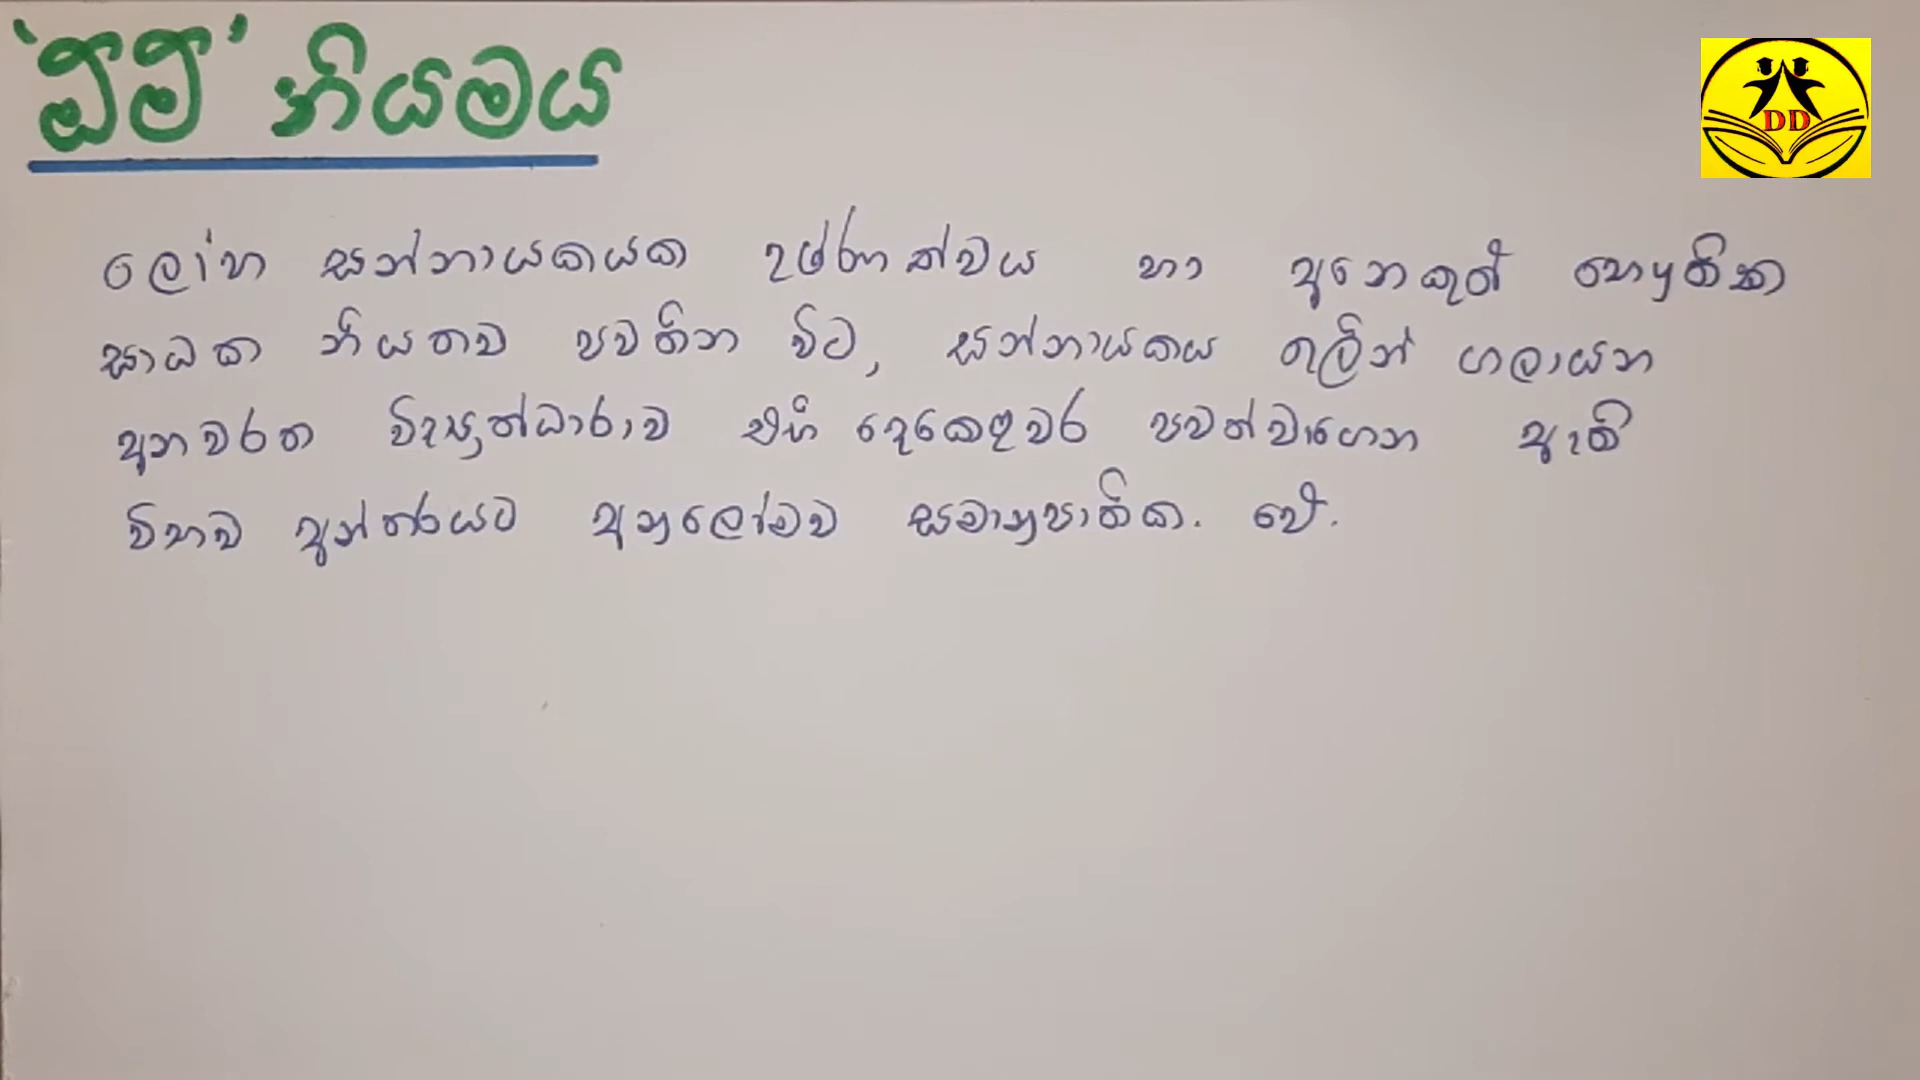 'ඕම්' නියමය
DD
ලෝහ සන්නායකයක උෂ්ණත්වය හා අනෙකුත් භෞතික
සාධක නියතව පවතින විට, සන්නායකය තුලින් ගලායන
අනවරත විද්‍යුත්ධාරාව එහි දෙකෙළවර පවත්වාගෙන ඇති
විභව අන්තරයට අනුලෝමව සමානුපාතික. වේ.